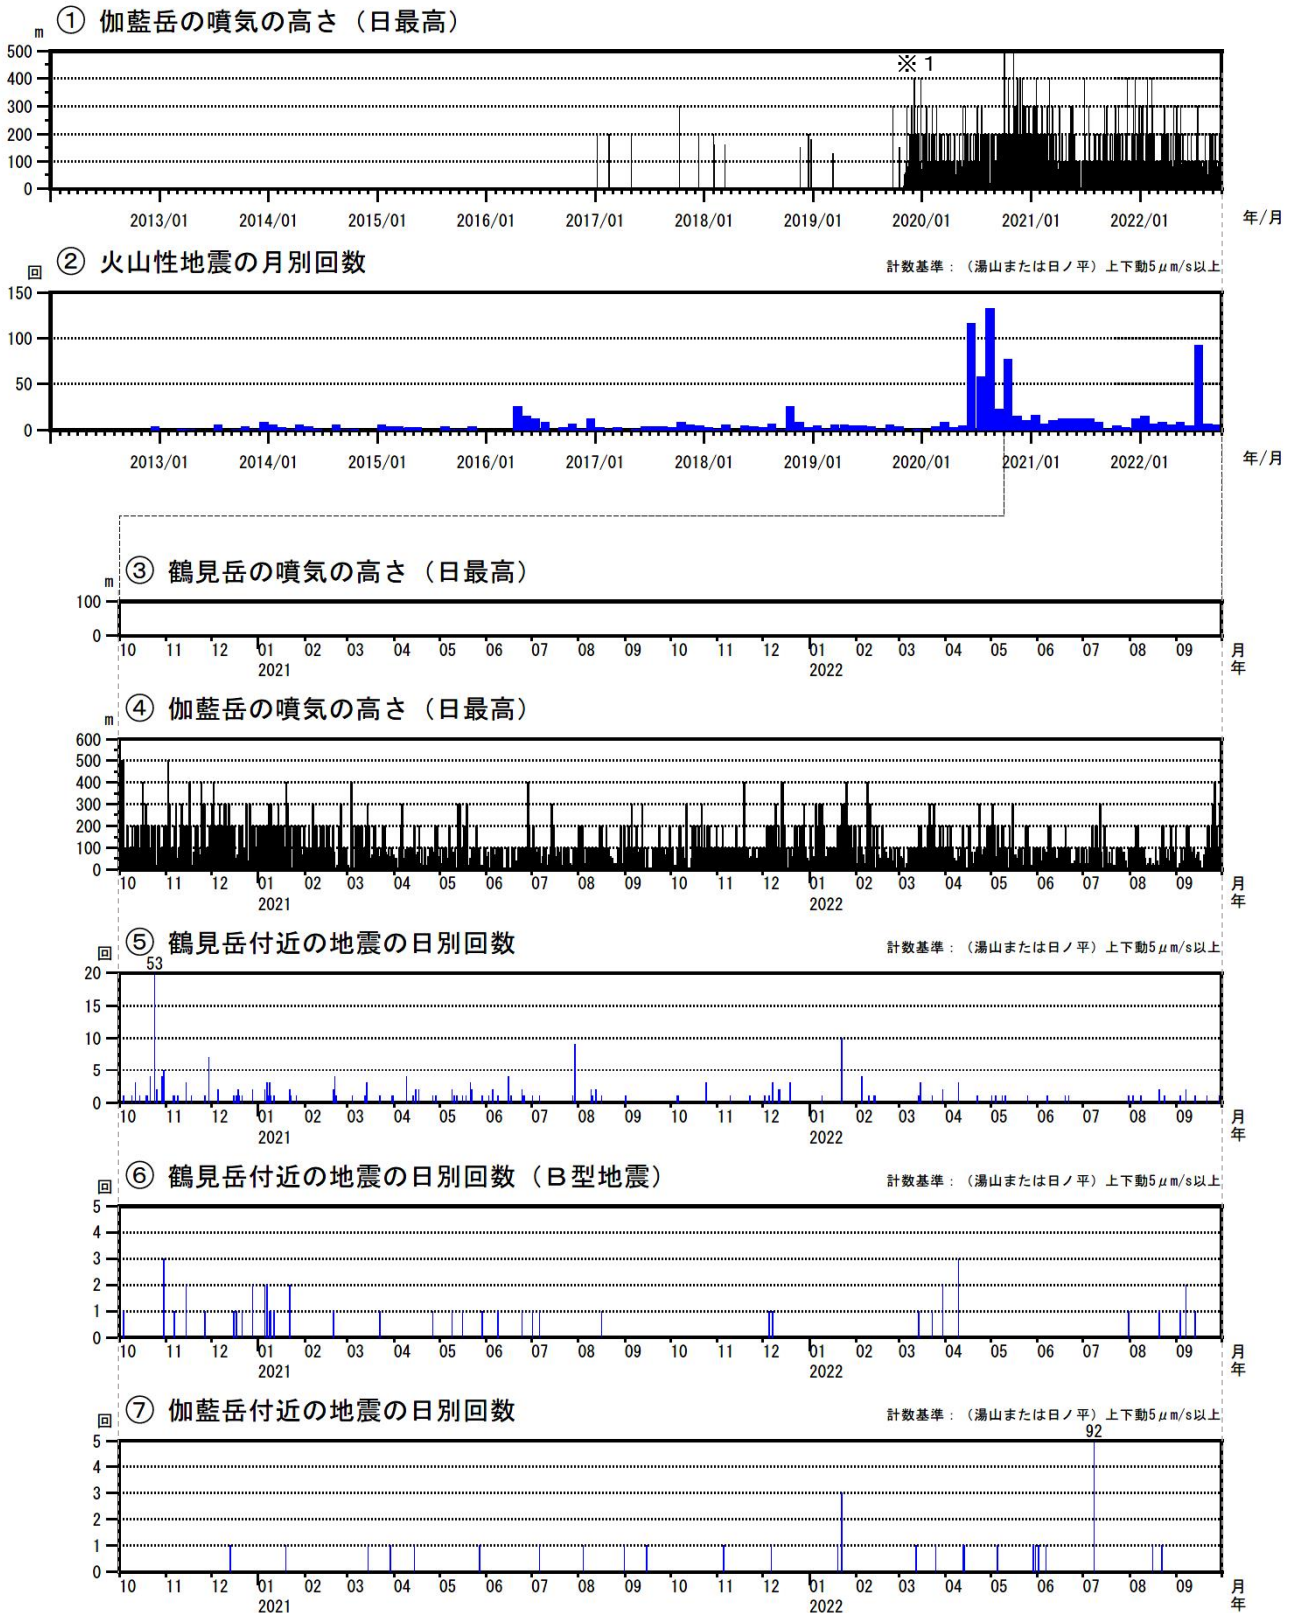 ① 伽藍岳の噴気の高さ（日最高）
m
500
400
300
200
100
0
※1
2013/01 2014/01 2015/01 2016/01 2017/01 2018/01 2019/01 2020/01 2021/01 2022/01 年/月
② 火山性地震の月別回数
回
計数基準：（湯山または日ノ平）上下動5μm/s以上
150
100
50
0
2013/01 2014/01 2015/01 2016/01 2017/01 2018/01 2019/01 2020/01 2021/01 2022/01 年/月
③ 鶴見岳の噴気の高さ（日最高）
m
100
0
10 11 12 01 02 03 04 05 06 07 08 09 10 11 12 01 02 03 04 05 06 07 08 09 月
2021 2022 年
④ 伽藍岳の噴気の高さ（日最高）
m
600
500
400
300
200
100
0
10 11 12 01 02 03 04 05 06 07 08 09 10 11 12 01 02 03 04 05 06 07 08 09 月
2021 2022 年
⑤ 鶴見岳付近の地震の日別回数
回
計数基準：（湯山または日ノ平）上下動5μm/s以上
53
20
15
10
5
0
10 11 12 01 02 03 04 05 06 07 08 09 10 11 12 01 02 03 04 05 06 07 08 09 月
2021 2022 年
⑥ 鶴見岳付近の地震の日別回数（Ｂ型地震）
回
計数基準：（湯山または日ノ平）上下動5μm/s以上
5
4
3
2
1
0
10 11 12 01 02 03 04 05 06 07 08 09 10 11 12 01 02 03 04 05 06 07 08 09 月
2021 2022 年
⑦ 伽藍岳付近の地震の日別回数
回
計数基準：（湯山または日ノ平）上下動5μm/s以上
92
5
4
3
2
1
0
10 11 12 01 02 03 04 05 06 07 08 09 10 11 12 01 02 03 04 05 06 07 08 09 月
2021 2022 年